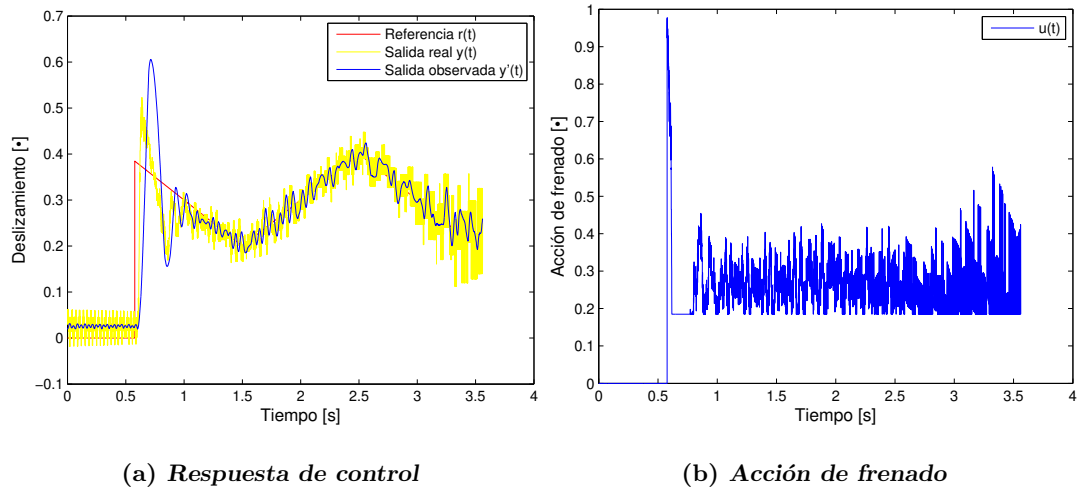 0.7
0.6
0.5
0.4
0.3
0.2
0.1
0
−0.1
Deslizamiento [•]
Referencia r(t)
Salida real y(t)
Salida observada y'(t)
0 0.5 1 1.5 2 2.5 3 3.5 4
Tiempo [s]
(a) Respuesta de control
1
0.9
0.8
0.7
0.6
0.5
0.4
0.3
0.2
0.1
0
Acción de frenado [•]
u(t)
0 0.5 1 1.5 2 2.5 3 3.5 4
Tiempo [s]
(b) Acción de frenado